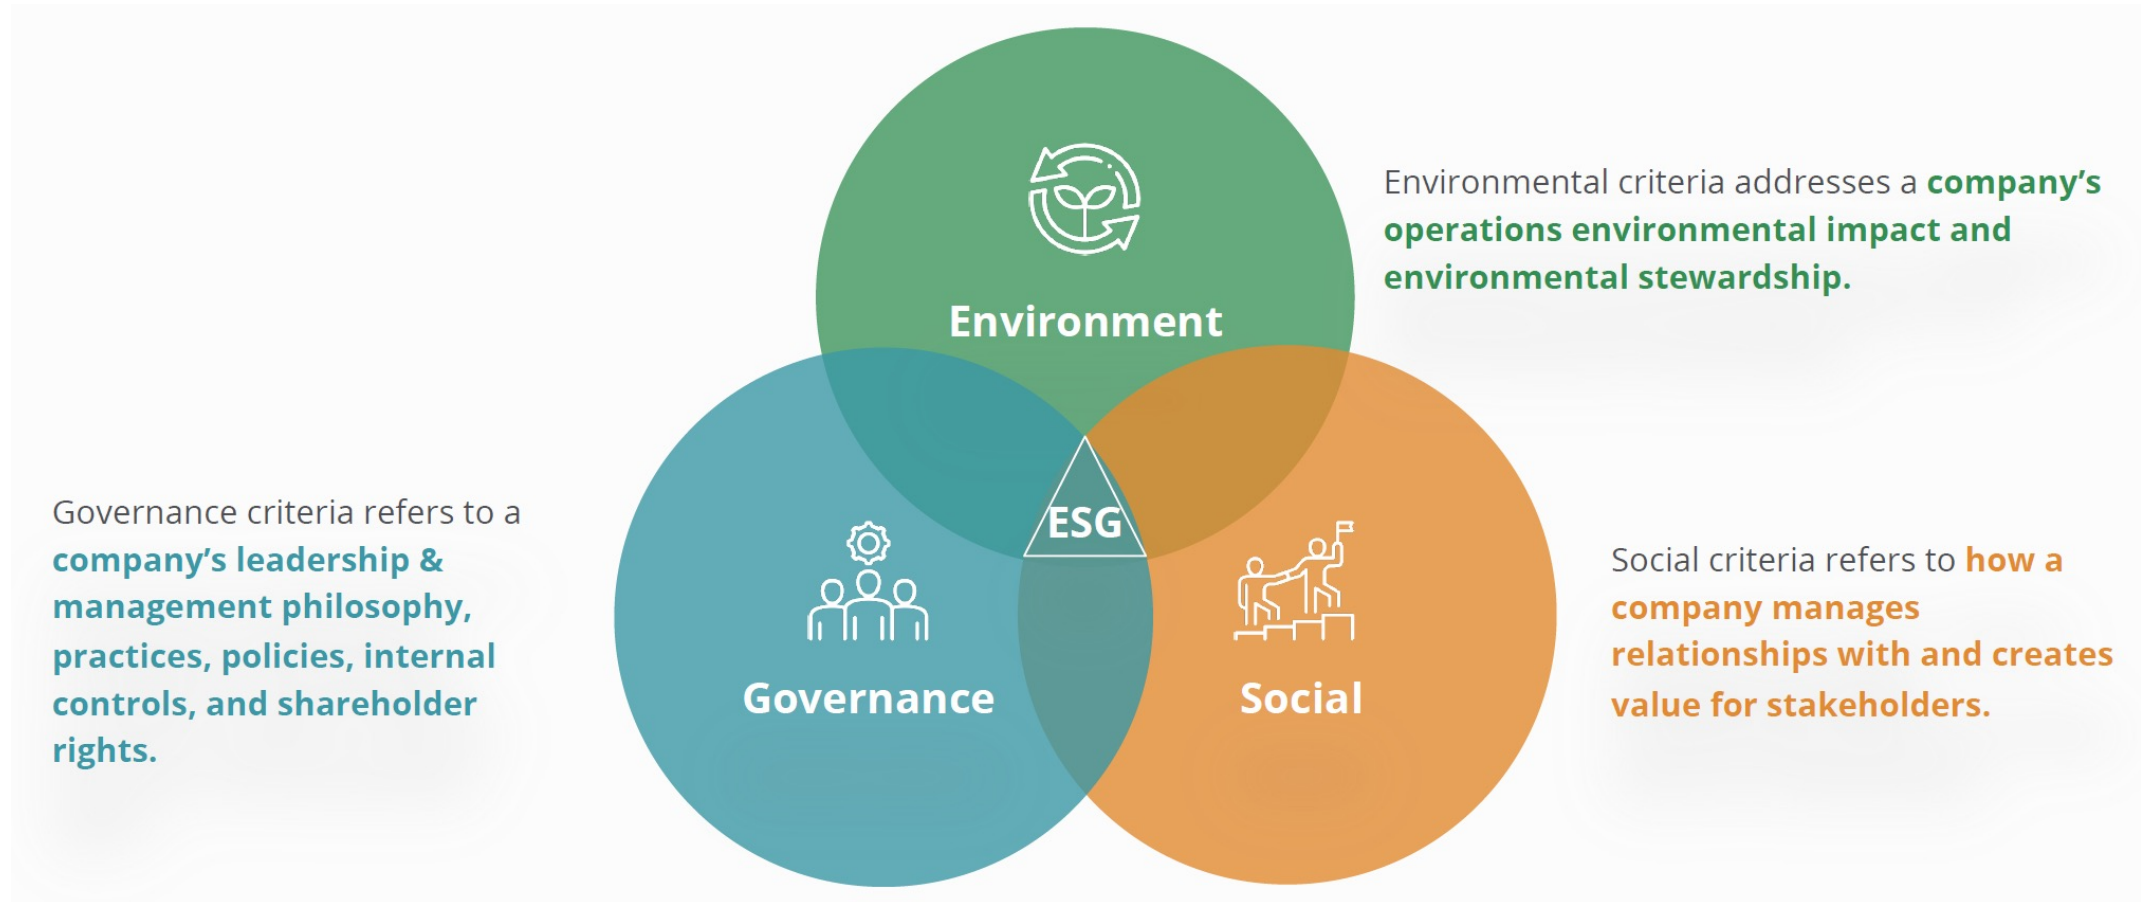 Environment
Environmental criteria addresses a company’s
operations environmental impact and
environmental stewardship.
ESG
Governance
Governance criteria refers to a
company’s leadership &
management philosophy,
practices, policies, internal
controls, and shareholder
rights.
Social
Social criteria refers to how a
company manages
relationships with and creates
value for stakeholders.